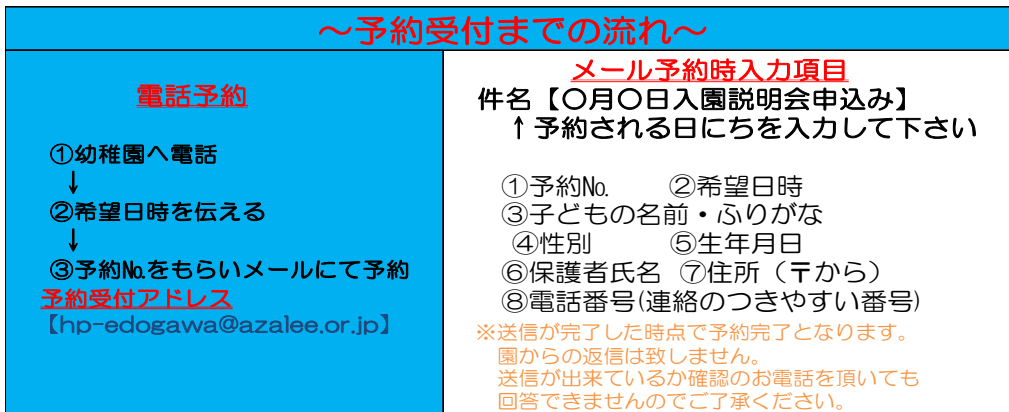 ～予約受付までの流れ～
電話予約
①幼稚園へ電話
↓
②希望日時を伝える
↓
③予約№をもらいメールにて予約
予約受付アドレス
【hp-edogawa@azalee.or.jp】
メール予約時入力項目
件名【〇月〇日入園説明会申込み】
↑予約される日にちを入力して下さい
①予約№　②希望日時
③子どもの名前・ふりがな
④性別　⑤生年月日
⑥保護者氏名 ⑦住所（〒から）
⑧電話番号(連絡のつきやすい番号)
※送信が完了した時点で予約完了となります。
園からの返信は致しません。
送信が出来ているか確認のお電話を頂いても
回答できませんのでご了承ください。